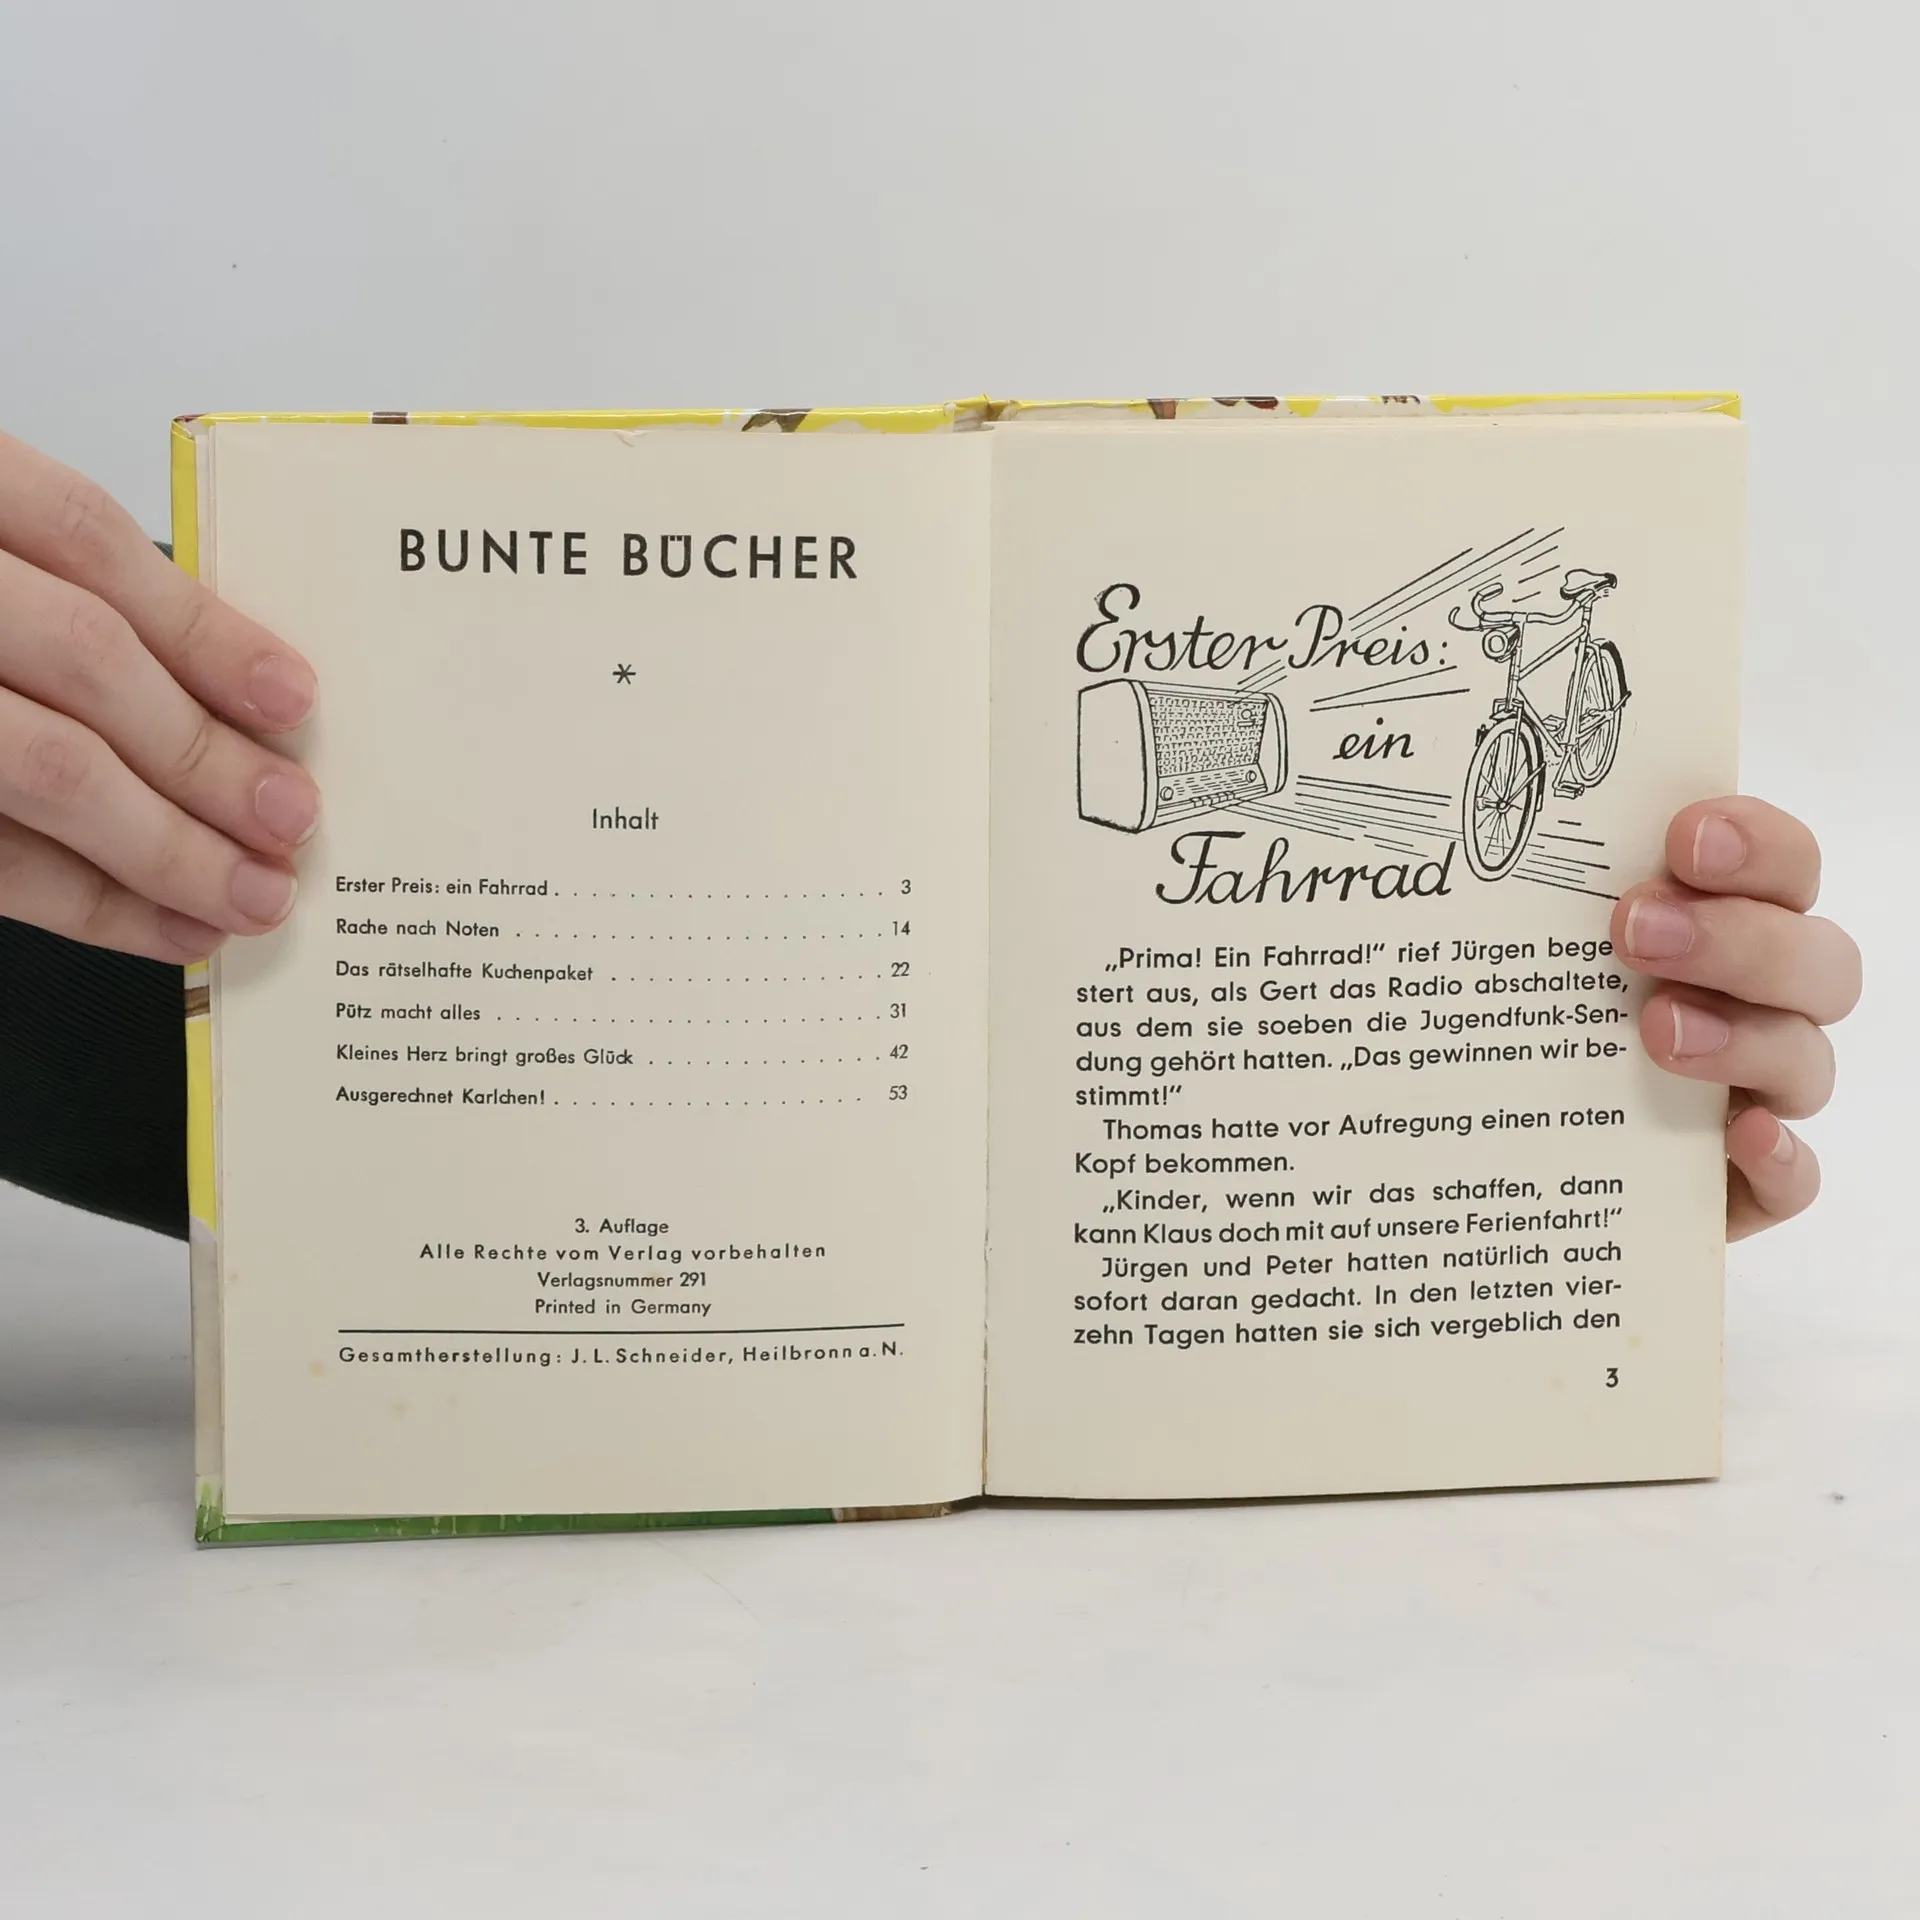 BUNTE BÜCHER
*
Inhalt
Erster Preis: ein Fahrrad . . . . . . . . . . . . . . . . . . 3
Rache nach Noten . . . . . . . . . . . . . . . . . . . . 14
Das rätselhafte Kuchenpaket . . . . . . . . . . . . . . . 22
Pütz macht alles . . . . . . . . . . . . . . . . . . . . . 31
Kleines Herz bringt großes Glück . . . . . . . . . . . . . 42
Ausgerechnet Karlchen! . . . . . . . . . . . . . . . . . 53
3. Auflage
Alle Rechte vom Verlag vorbehalten
Verlagsnummer 291
Printed in Germany
Gesamtherstellung: J. L. Schneider, Heilbronn a. N.
Erster Preis:
ein
Fahrrad
„Prima! Ein Fahrrad!“ rief Jürgen bege
stert aus, als Gert das Radio abschaltete,
aus dem sie soeben die Jugendfunk-Sen-
dung gehört hatten. „Das gewinnen wir be-
stimmt!“
Thomas hatte vor Aufregung einen roten
Kopf bekommen.
„Kinder, wenn wir das schaffen, dann
kann Klaus doch mit auf unsere Ferienfahrt!“
Jürgen und Peter hatten natürlich auch
sofort daran gedacht. In den letzten vier-
zehn Tagen hatten sie sich vergeblich den
3